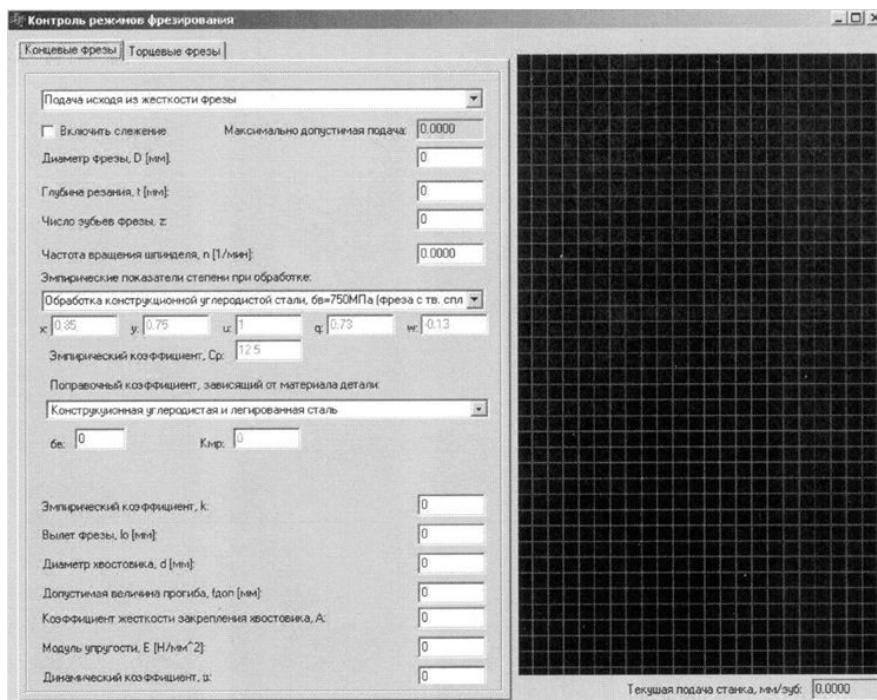 Контроль режимов фрезирования
Концевые фрезы Торцевые фрезы
Подача исходя из жесткости фрезы
Включить слежение Максимально допустимая подача: 0.0000
Диаметр фрезы, D [мм]: 0
Глубина резания, t [мм]: 0
Число зубьев фрезы, z: 0
Частота вращения шпинделя, n [1/мин]: 0.0000
Эмпирические показатели степени при обработке:
Обработка конструкционной углеродистой стали, бв=750МПа (фреза с тв. спл
x: 0.85 y: 0.75 u: 1 q: 0.73 w: -0.13
Эмпирический коэффициент, Cp: 12.5
Поправочный коэффициент, зависящий от материала детали:
Конструкуионная углеродистая и легированная сталь
бв: 0 Kмр: 0
Эмпирический коэффициент, k: 0
Вылет фрезы, lo [мм]: 0
Диаметр хвостовика, d [мм]: 0
Допустимая величина прогиба, fдоп [мм]: 0
Коэффициент жесткости закрепления хвостовика, A: 0
Модуль упругости, E [Н/мм^2]: 0
Динамический коэффициент, u: 0
Текущая подача станка, мм/зуб: 0.0000